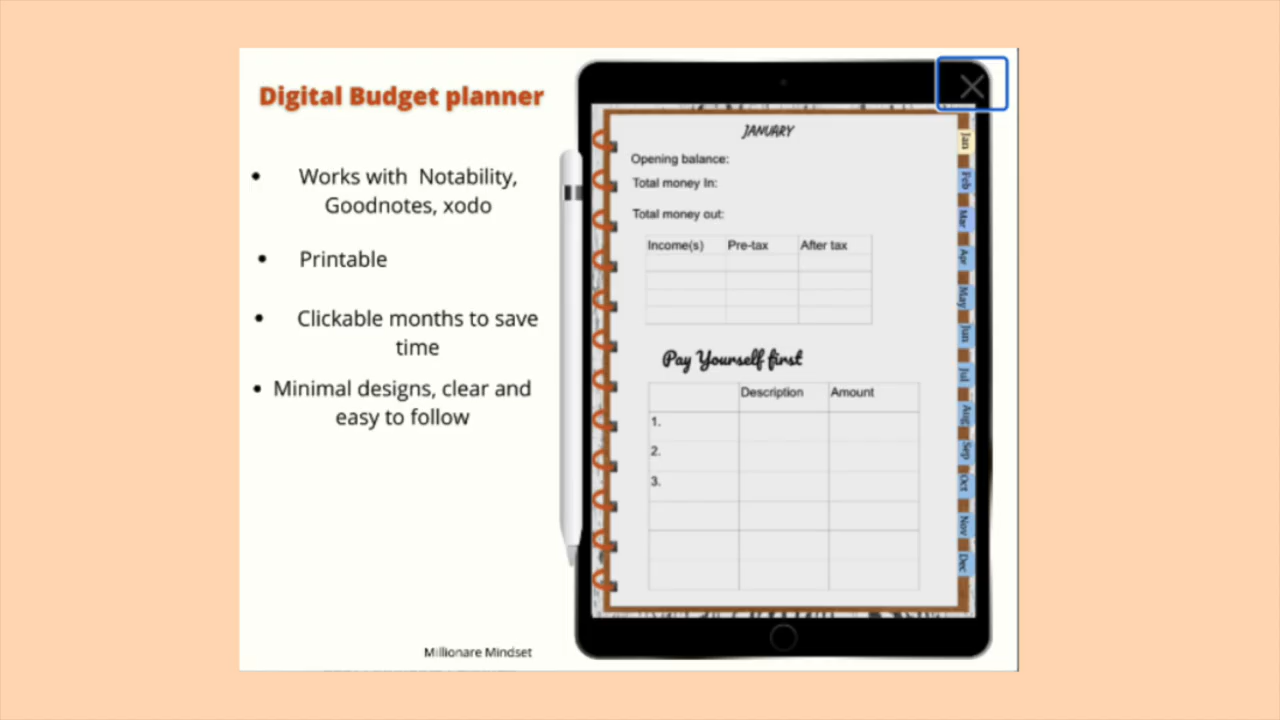 Digital Budget planner
• Works with Notability,
Goodnotes, xodo
• Printable
• Clickable months to save
time
• Minimal designs, clear and
easy to follow
Millionare Mindset
JANUARY
Opening balance:
Total money In:
Total money out:
Income(s) Pre-tax After tax
Pay Yourself first
Description Amount
1.
2.
3.
Jan
Feb
Mar
Apr
May
Jun
Jul
Aug
Sep
Oct
Nov
Dec